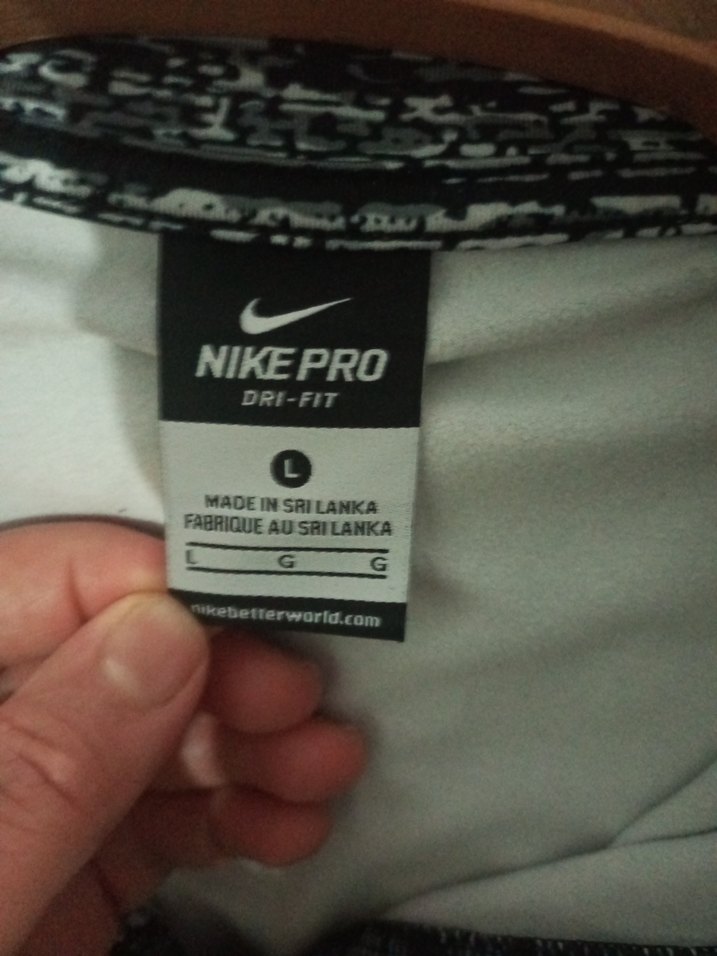 NIKE PRO
DRI-FIT
L
MADE IN SRI LANKA
FABRIQUE AU SRI LANKA
L G G
nikebetterworld.com